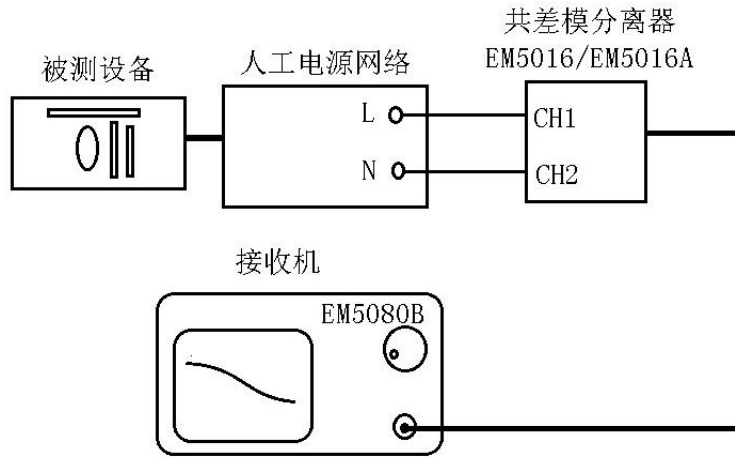 共差模分离器
EM5016/EM5016A
被测设备
人工电源网络
L
CH1
N
CH2
接收机
EM5080B